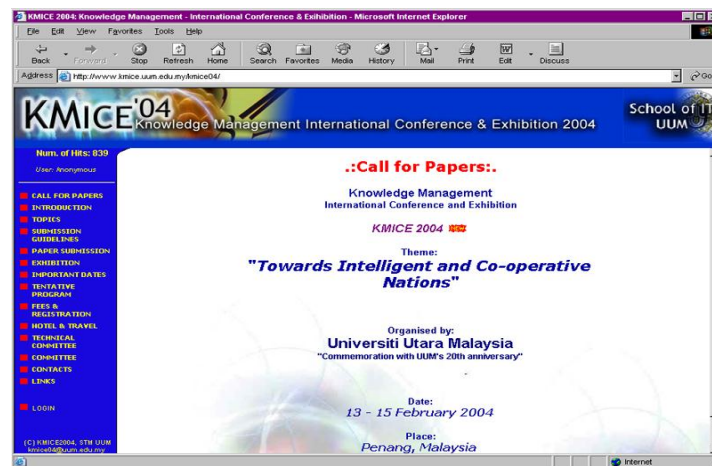 KMICE 2004: Knowledge Management - International Conference & Exihibition - Microsoft Internet Explorer
File Edit View Favorites Tools Help
Back Forward Stop Refresh Home Search Favorites Media History Mail Print Edit Discuss
Address http://www.kmice.uum.edu.my/kmice04/ Go
KMICE'04
Knowledge Management International Conference & Exhibition 2004
School of IT
UUM
Num. of Hits: 839
User: Anonymous
CALL FOR PAPERS
INTRODUCTION
TOPICS
SUBMISSION
GUIDELINES
PAPER SUBMISSION
EXHIBITION
IMPORTANT DATES
TENTATIVE
PROGRAM
FEES &
REGISTRATION
HOTEL & TRAVEL
TECHNICAL
COMMITTEE
COMMITTEE
CONTACTS
LINKS
LOGIN
(C) KMICE2004, STM UUM
kmice04@uum.edu.my
.:Call for Papers:.
Knowledge Management
International Conference and Exhibition
KMICE 2004
Theme:
"Towards Intelligent and Co-operative
Nations"
Organised by:
Universiti Utara Malaysia
"Commemoration with UUM's 20th anniversary"
Date:
13 - 15 February 2004
Place:
Penang, Malaysia
Internet